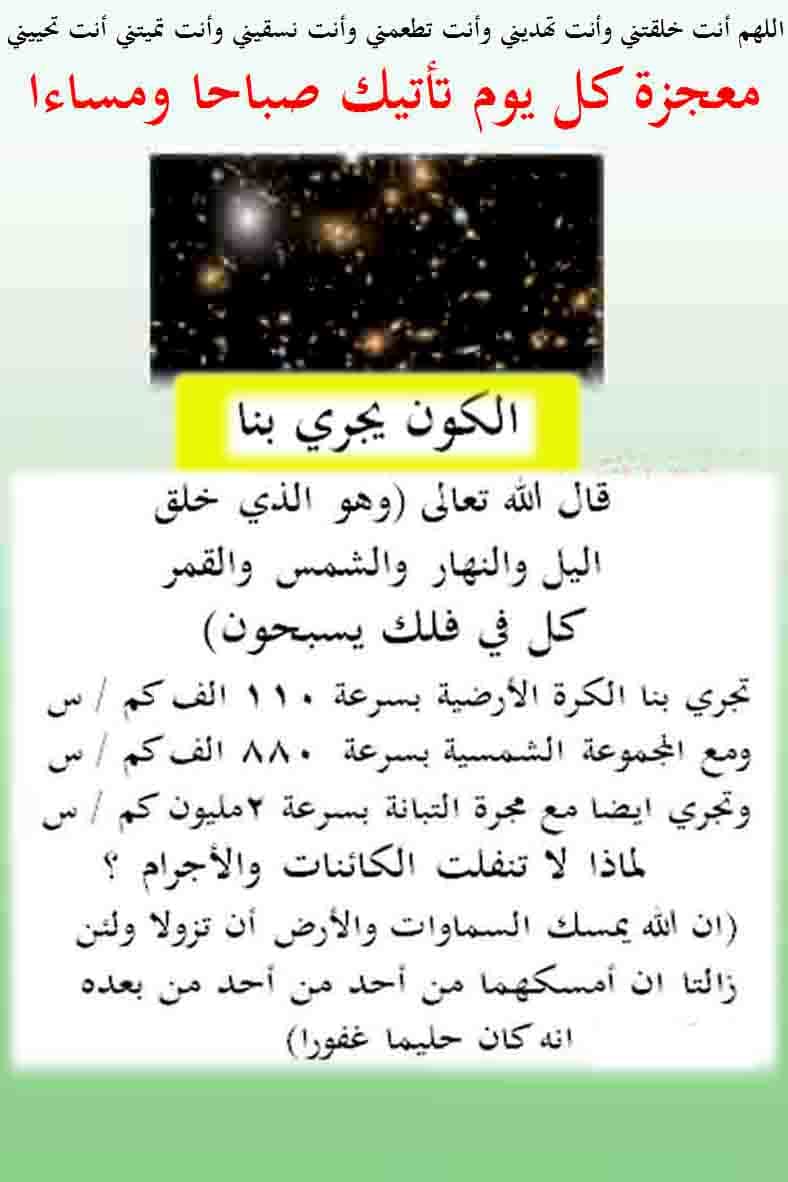 اللهم أنت خلقتني وأنت تهديني وأنت تطعمني وأنت نسقيني وأنت تميتني أنت تحييني
معجزة كل يوم تأتيك صباحا ومساءا
الكون يجري بنا
قال الله تعالى (وهو الذي خلق
اليل والنهار والشمس والقمر
كل في فلك يسبحون)
تجري بنا الكرة الأرضية بسرعة ١١٠ الف كم / س
ومع المجموعة الشمسية بسرعة ٨٨٠ الف كم / س
وتجري ايضا مع مجرة التبانة بسرعة ٢مليون كم / س
لماذا لا تنفلت الكائنات والأجرام ؟
(ان الله يمسك السماوات والأرض أن تزولا ولئن
زالتا ان أمسكهما من أحد من أحد من بعده
انه كان حليما غفورا)